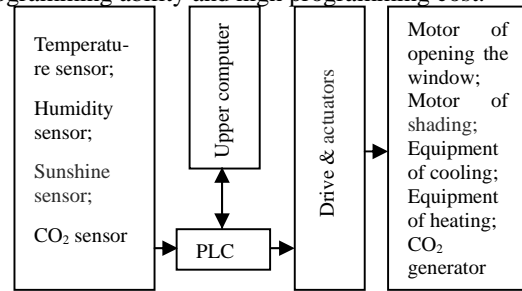 ogramming ability and high programming cost.
Temperatu-
re sensor;
Humidity
sensor;
Sunshine
sensor;
CO₂ sensor
Upper computer
PLC
Drive & actuators
Motor of
opening the
window;
Motor of
shading;
Equipment
of cooling;
Equipment
of heating;
CO₂
generator